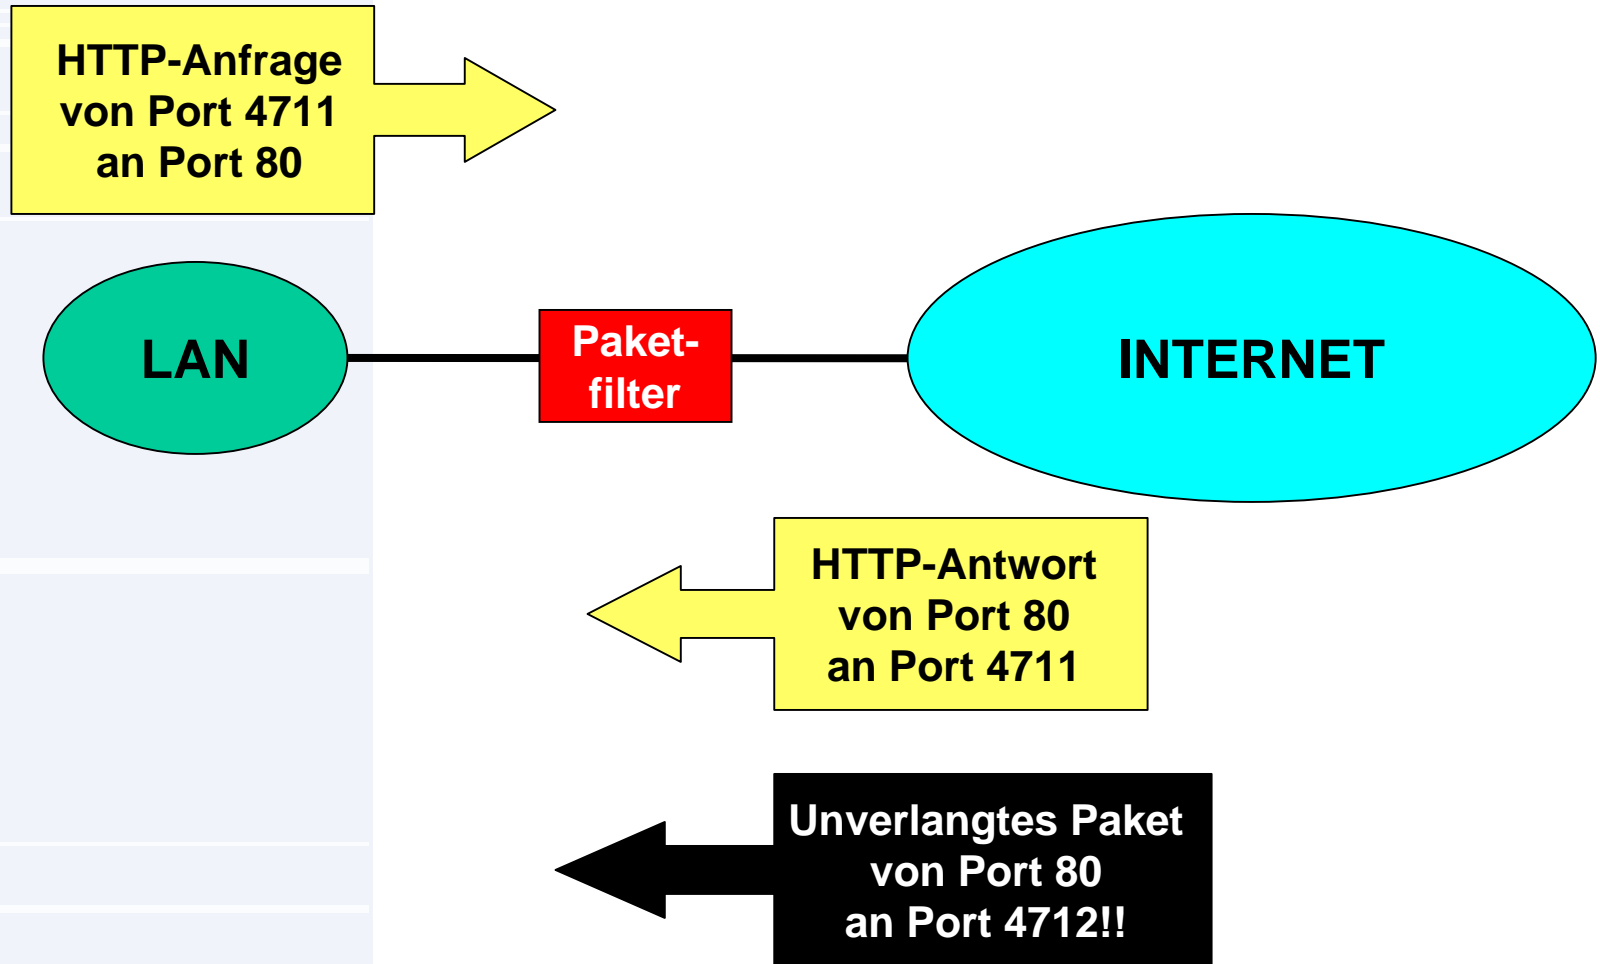 HTTP-Anfrage
von Port 4711
an Port 80
LAN
Paket-
filter
INTERNET
HTTP-Antwort
von Port 80
an Port 4711
Unverlangtes Paket
von Port 80
an Port 4712!!